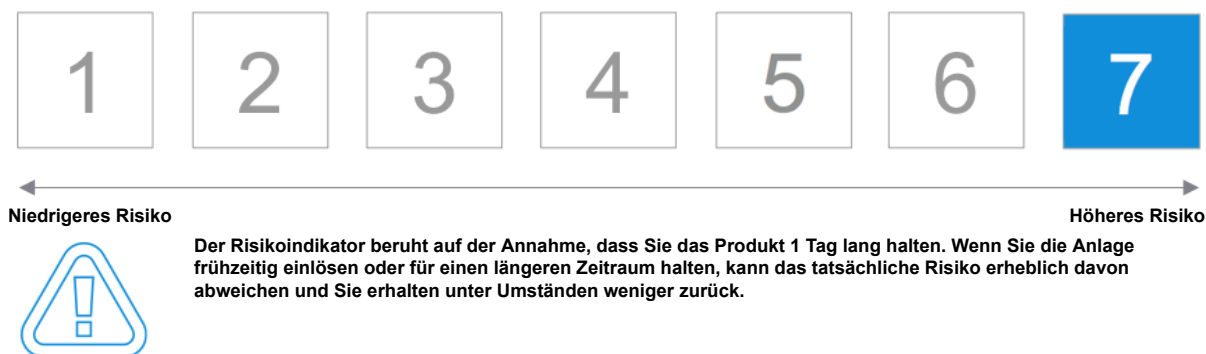 1 2 3 4 5 6 7
Niedrigeres Risiko Höheres Risiko
Der Risikoindikator beruht auf der Annahme, dass Sie das Produkt 1 Tag lang halten. Wenn Sie die Anlage
frühzeitig einlösen oder für einen längeren Zeitraum halten, kann das tatsächliche Risiko erheblich davon
abweichen und Sie erhalten unter Umständen weniger zurück.